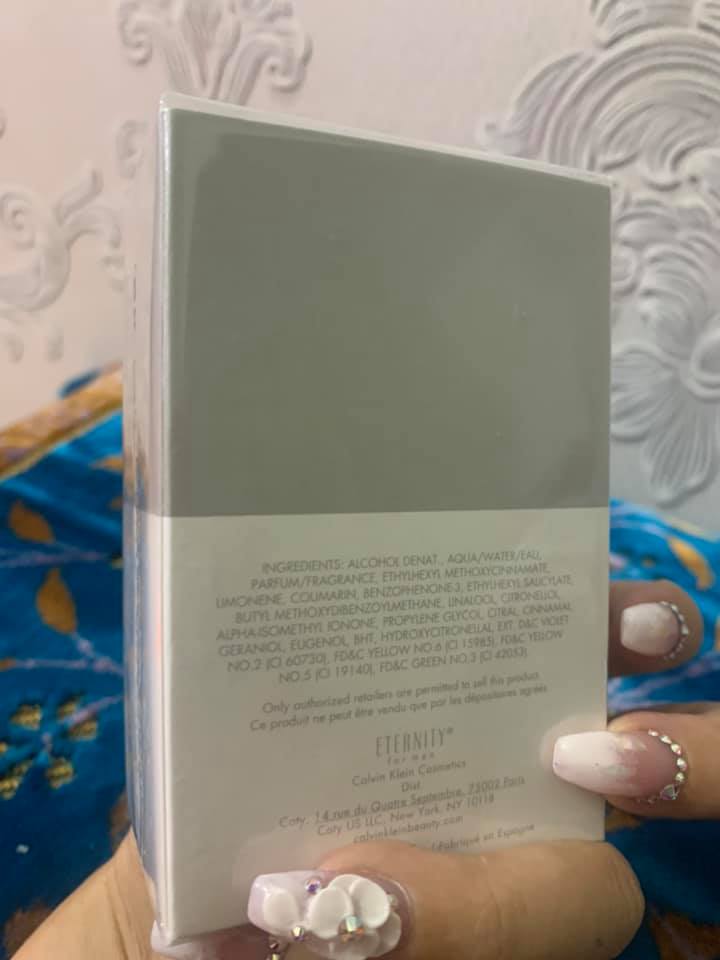 INGREDIENTS: ALCOHOL DENAT., AQUA/WATER/EAU,
PARFUM/FRAGRANCE, ETHYLHEXYL METHOXYCINNAMATE,
LIMONENE, COUMARIN, BENZOPHENONE-3, ETHYLHEXYL SALICYLATE,
BUTYL METHOXYDIBENZOYLMETHANE, LINALOOL, CITRONELLOL,
ALPHA-ISOMETHYL IONONE, PROPYLENE GLYCOL, CITRAL, CINNAMAL,
GERANIOL, EUGENOL, BHT, HYDROXYCITRONELLAL, EXT. D&C VIOLET
NO.2 (CI 60730), FD&C YELLOW NO.6 (CI 15985), FD&C YELLOW
NO.5 (CI 19140), FD&C GREEN NO.3 (CI 42053).
Only authorized retailers are permitted to sell this product.
Ce produit ne peut être vendu que par les dépositaires agréés
ETERNITY®
for men
Calvin Klein Cosmetics
Dist.
Coty, 14 rue du Quatre Septembre, 75002 Paris
Coty US LLC, New York, NY 10118
calvinkleinbeauty.com
/ Fabriqué en Espagne